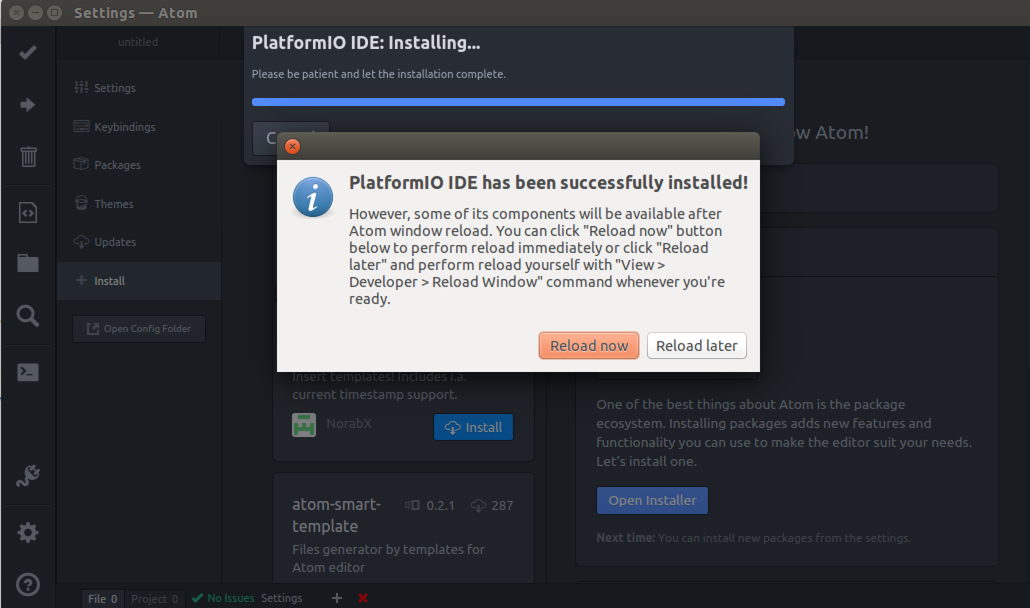 Settings — Atom
untitled
PlatformIO IDE: Installing...
Please be patient and let the installation complete.
Settings
Keybindings
Packages
Themes
Updates
Install
Open Config Folder
Atom!
PlatformIO IDE has been successfully installed!
However, some of its components will be available after
Atom window reload. You can click "Reload now" button
below to perform reload immediately or click "Reload
later" and perform reload yourself with "View >
Developer > Reload Window" command whenever you're
ready.
Reload now
Reload later
Insert templates! Includes i.a.
current timestamp support.
NorabX
Install
atom-smart-
template
0.2.1
287
Files generator by templates for
Atom editor
One of the best things about Atom is the package
ecosystem. Installing packages adds new features and
functionality you can use to make the editor suit your needs.
Let's install one.
Open Installer
Next time: You can install new packages from the settings.
File 0
Project 0
No Issues
Settings